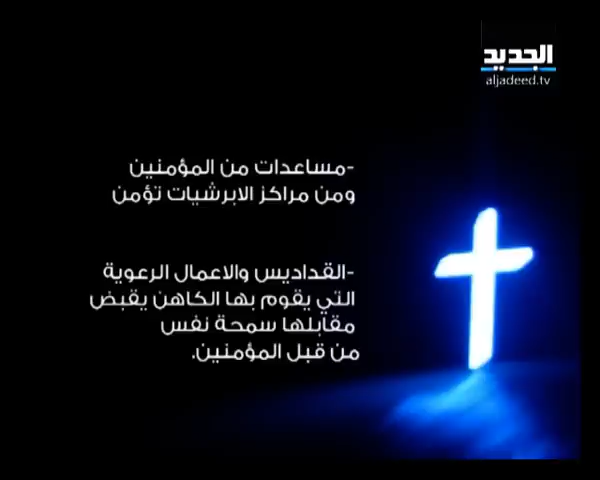 الجديد
aljadeed.tv
-مساعدات من المؤمنين
ومن مراكز الابرشيات تؤمن
-القداديس والاعمال الرعوية
التي يقوم بها الكاهن يقبض
مقابلها سمحة نفس
من قبل المؤمنين.